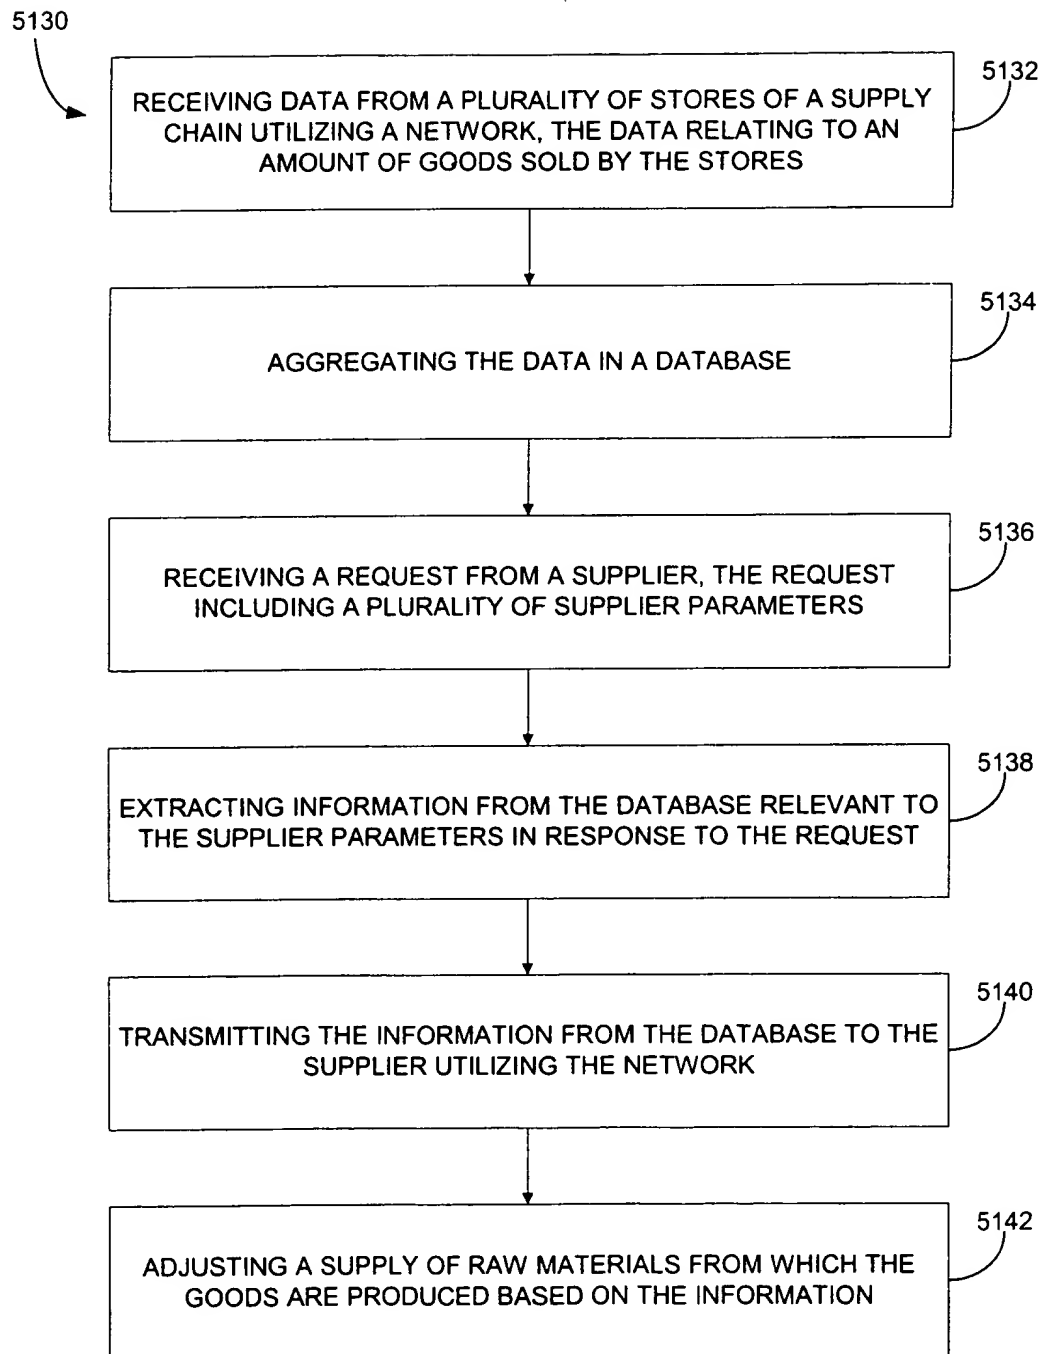 5130
5132
RECEIVING DATA FROM A PLURALITY OF STORES OF A SUPPLY
CHAIN UTILIZING A NETWORK, THE DATA RELATING TO AN
AMOUNT OF GOODS SOLD BY THE STORES
5134
AGGREGATING THE DATA IN A DATABASE
5136
RECEIVING A REQUEST FROM A SUPPLIER, THE REQUEST
INCLUDING A PLURALITY OF SUPPLIER PARAMETERS
5138
EXTRACTING INFORMATION FROM THE DATABASE RELEVANT TO
THE SUPPLIER PARAMETERS IN RESPONSE TO THE REQUEST
5140
TRANSMITTING THE INFORMATION FROM THE DATABASE TO THE
SUPPLIER UTILIZING THE NETWORK
5142
ADJUSTING A SUPPLY OF RAW MATERIALS FROM WHICH THE
GOODS ARE PRODUCED BASED ON THE INFORMATION